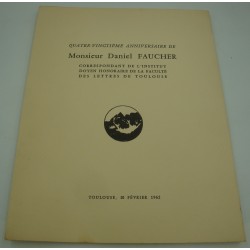 QUATRE-VINGTIÈME ANNIVERSAIRE DE
Monsieur Daniel FAUCHER
CORRESPONDANT DE L'INSTITUT
DOYEN HONORAIRE DE LA FACULTÉ
DES LETTRES DE TOULOUSE
TOULOUSE, FÉVRIER 1962